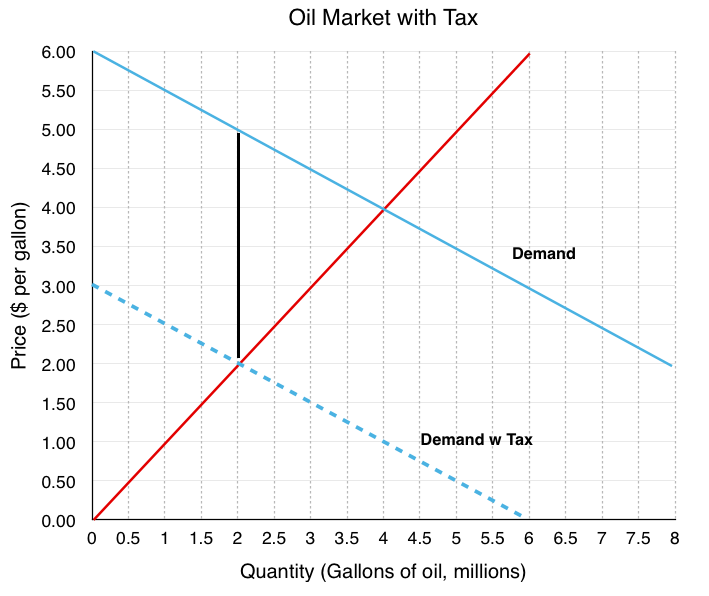 Oil Market with Tax
6.00
5.50
5.00
4.50
4.00
3.50
3.00
2.50
2.00
1.50
1.00
0.50
0.00
Price ($ per gallon)
Demand
Demand w Tax
0 0.5 1 1.5 2 2.5 3 3.5 4 4.5 5 5.5 6 6.5 7 7.5 8
Quantity (Gallons of oil, millions)